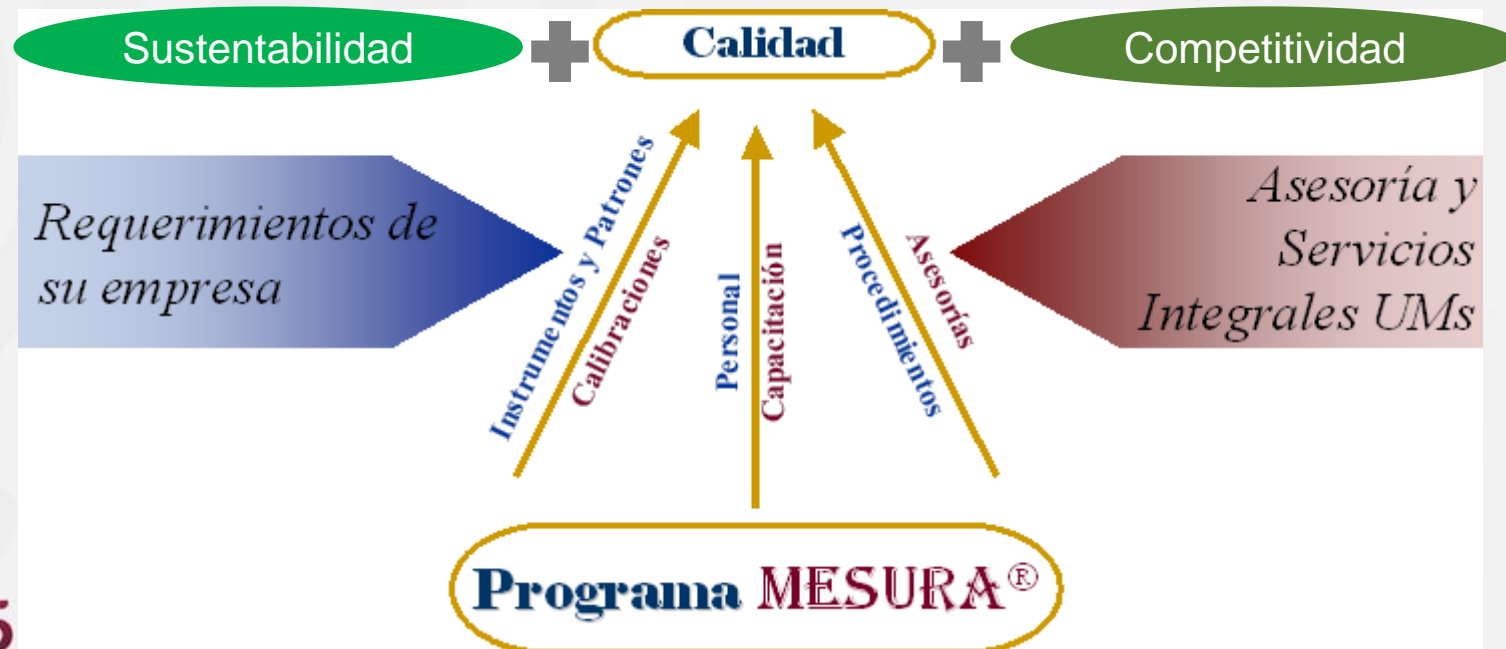 Sustentabilidad
Calidad
Competitividad
Requerimientos de
su empresa
Instrumentos y Patrones
Calibraciones
Personal
Capacitación
Procedimientos
Asesorías
Asesoría y
Servicios
Integrales UMs
Programa MESURA®